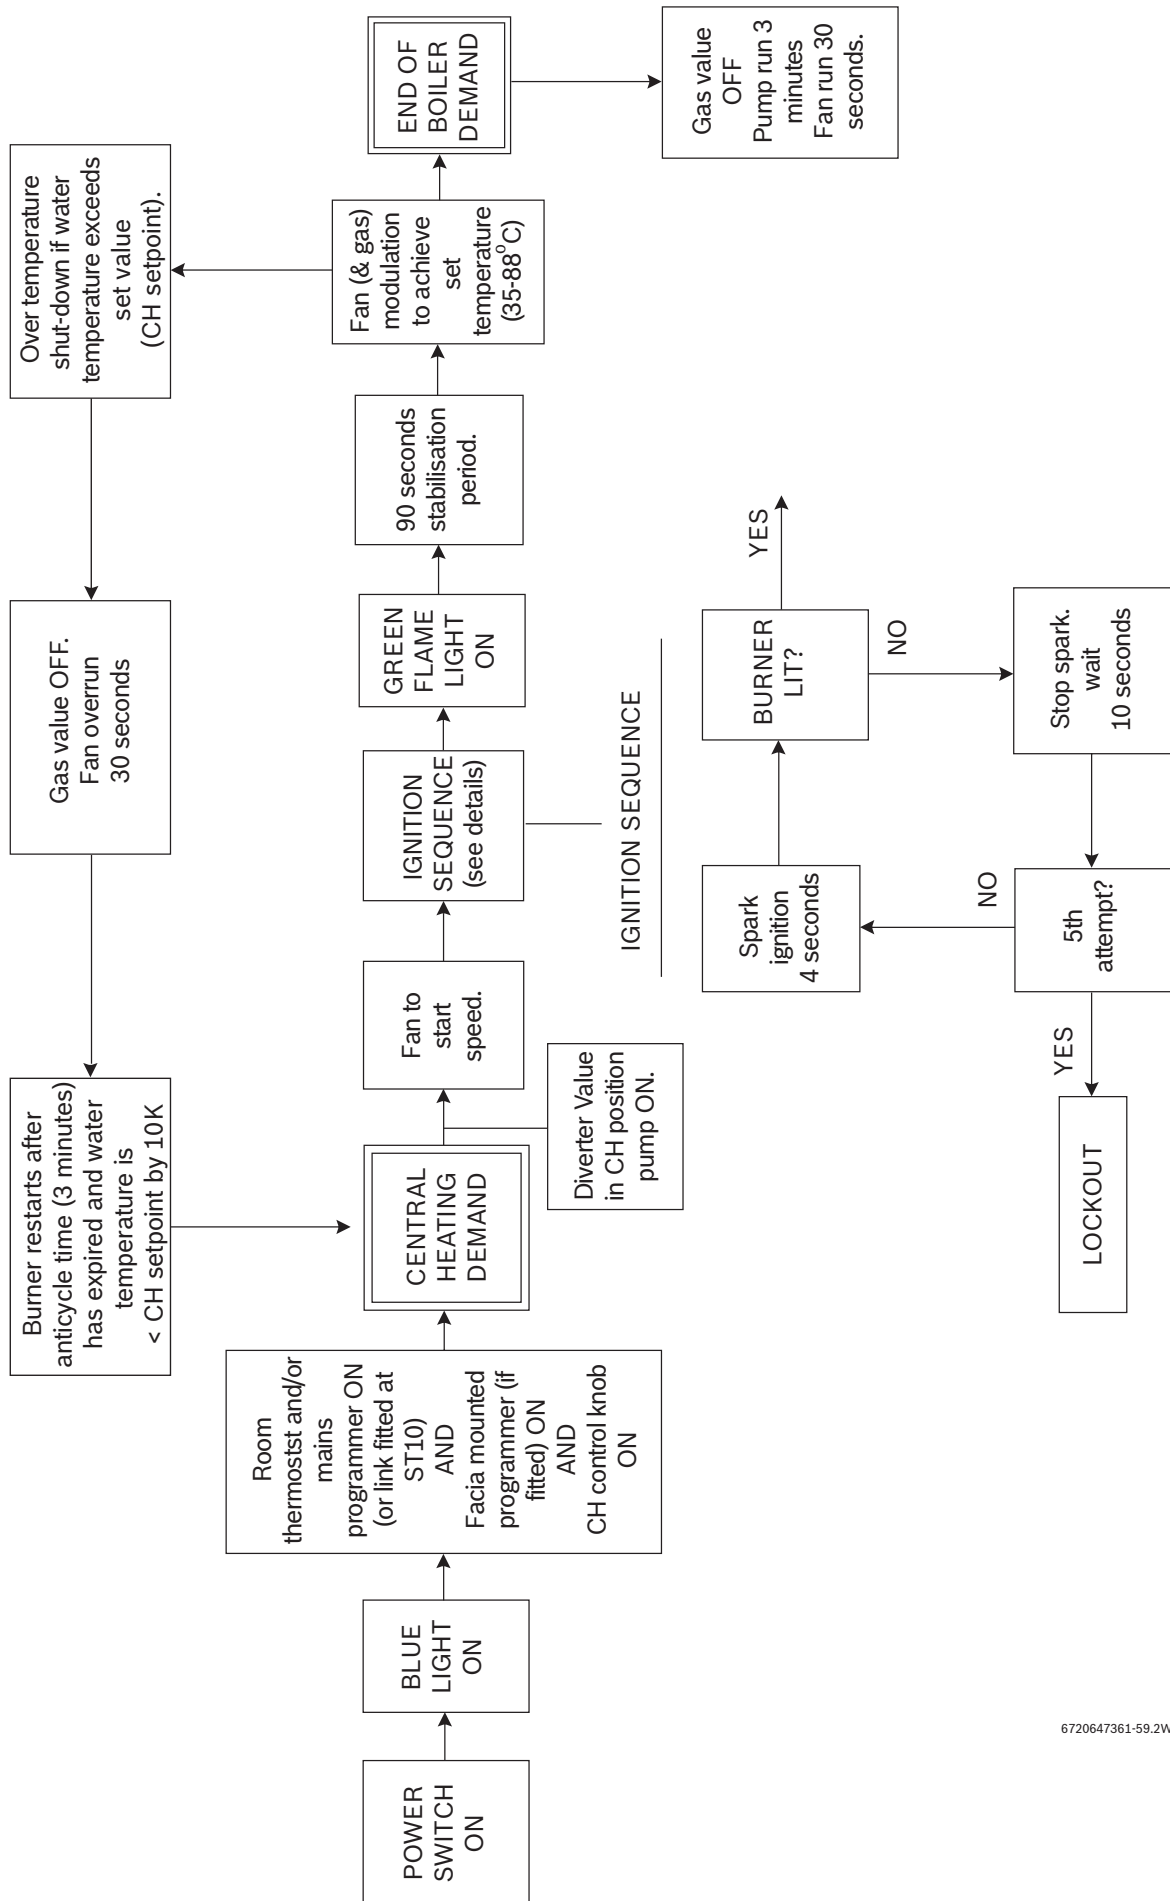 POWER
SWITCH
ON
BLUE
LIGHT
ON
Room
thermostst and/or
mains
programmer ON
(or link fitted at
ST10)
AND
Facia mounted
programmer (if
fitted) ON
AND
CH control knob
ON
CENTRAL
HEATING
DEMAND
Diverter Value
in CH position
pump ON.
Fan to
start
speed.
IGNITION
SEQUENCE
(see details)
GREEN
FLAME
LIGHT
ON
90 seconds
stabilisation
period.
Fan (& gas)
modulation
to achieve
set
temperature
(35-88⁰C)
END OF
BOILER
DEMAND
Gas value
OFF
Pump run 3
minutes
Fan run 30
seconds.
Over temperature
shut-down if water
temperature exceeds
set value
(CH setpoint).
Gas value OFF.
Fan overrun
30 seconds
Burner restarts after
anticycle time (3 minutes)
has expired and water
temperature is
< CH setpoint by 10K
IGNITION SEQUENCE
Spark
ignition
4 seconds
BURNER
LIT?
YES
NO
Stop spark.
wait
10 seconds
5th
attempt?
NO
YES
LOCKOUT
6720647361-59.2W